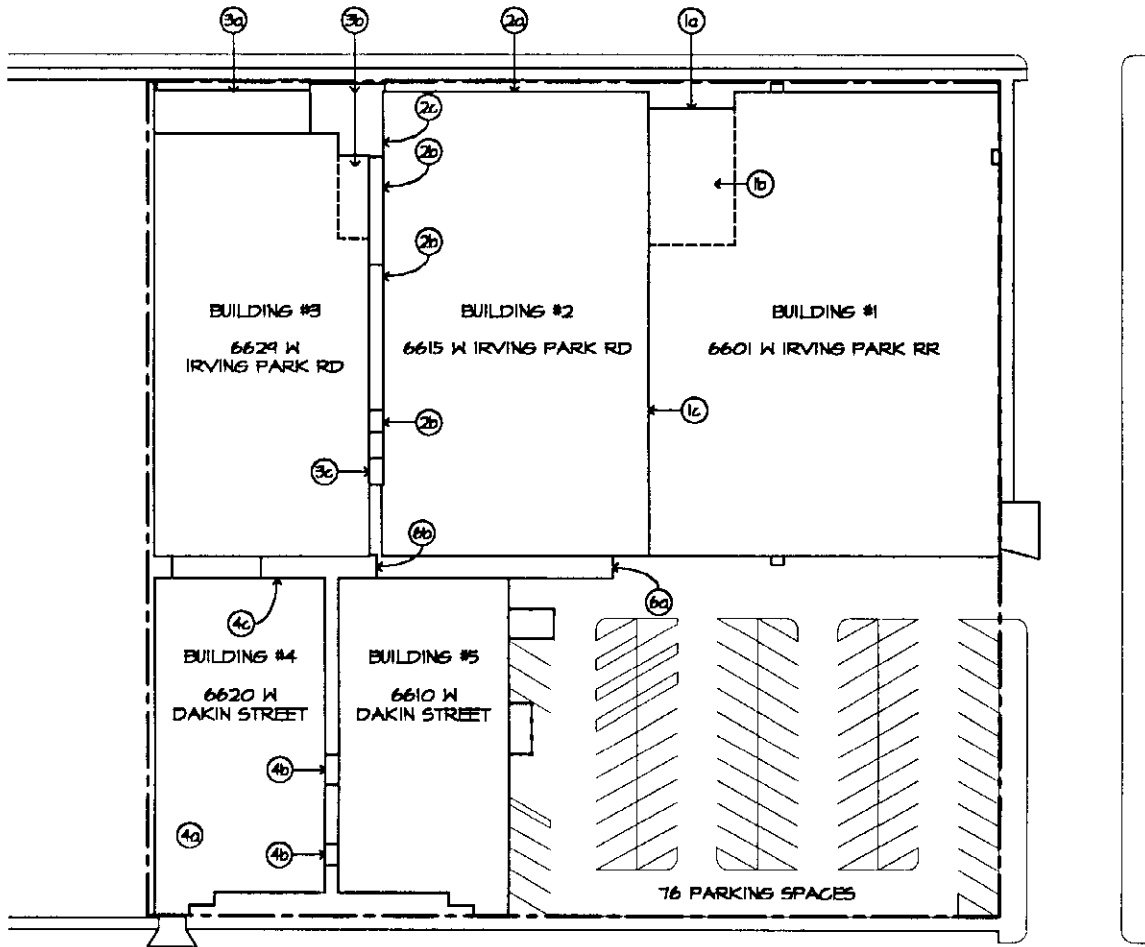 3a 3b 2a 1a
2c
2b
1b
2b
BUILDING #3
6629 W
IRVING PARK RD
BUILDING #2
6615 W IRVING PARK RD
BUILDING #1
6601 W IRVING PARK RR
2b
1c
3c
6b
6a
4c
BUILDING #4
6620 W
DAKIN STREET
BUILDING #5
6610 W
DAKIN STREET
4b
4a
4b
76 PARKING SPACES